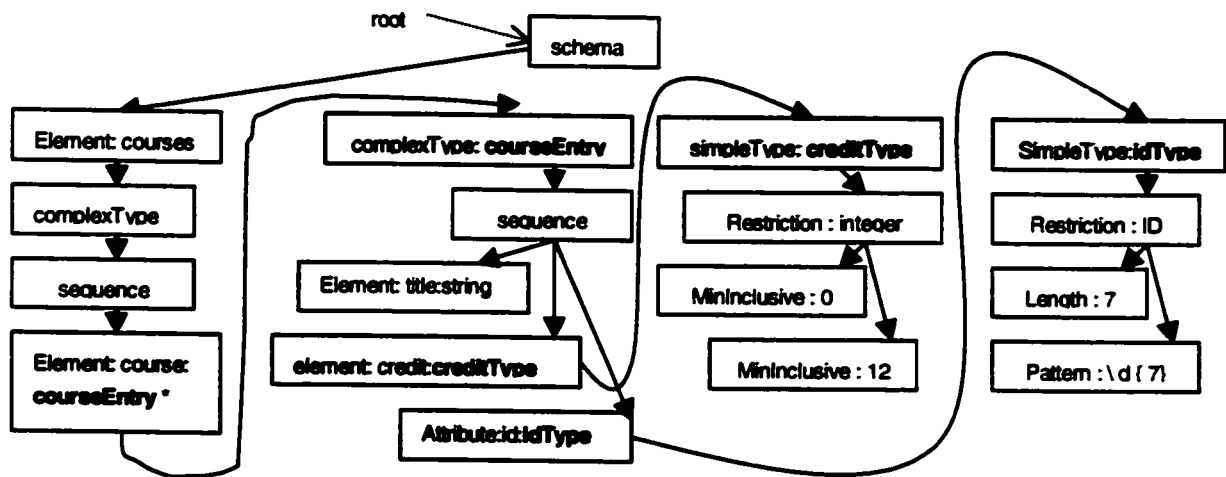 root
schema
Element: courses
complexType
sequence
Element: course:
courseEntry *
complexType: courseEntry
sequence
Element: title:string
element: credit:creditType
Attribute:id:IdType
simpleType: creditType
Restriction : integer
MinInclusive : 0
MinInclusive : 12
SimpleType:idType
Restriction : ID
Length : 7
Pattern : \ d { 7}